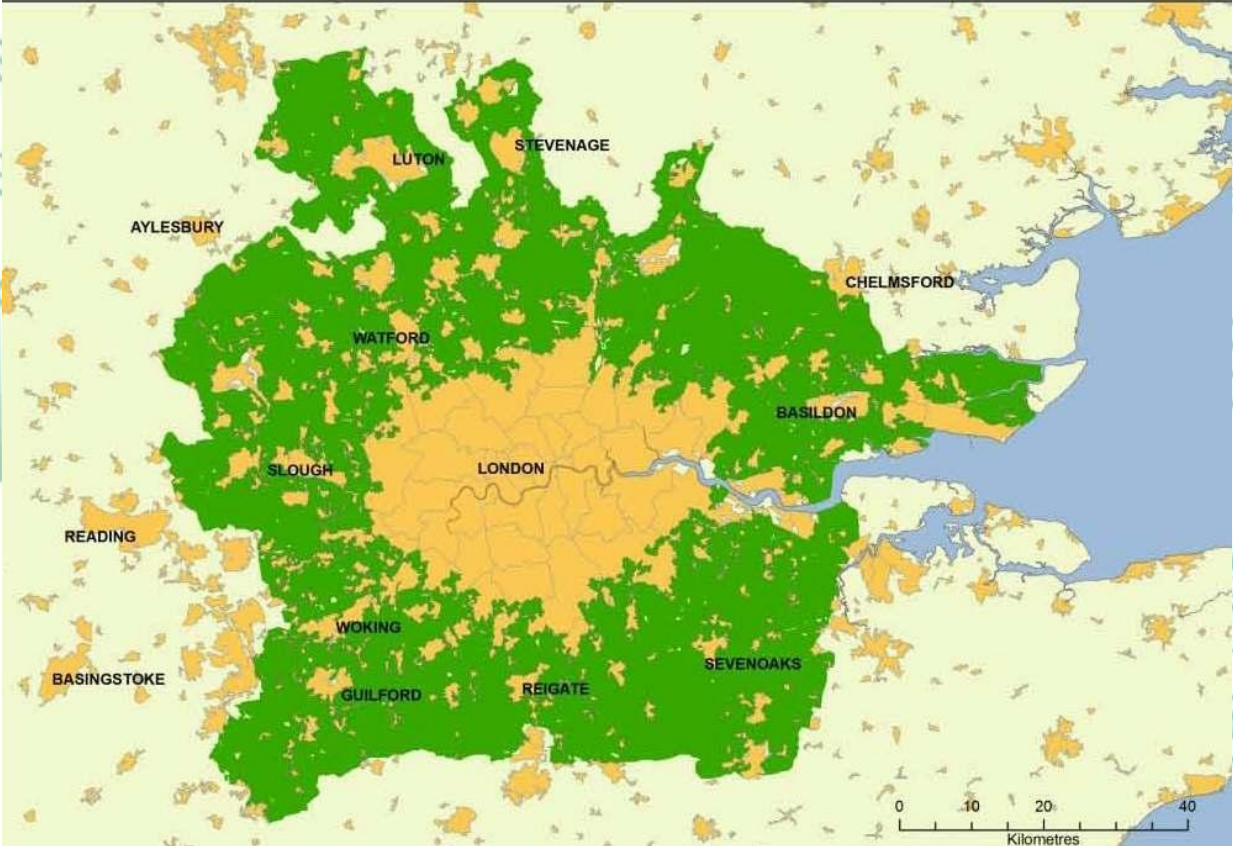 STEVENAGE
LUTON
AYLESBURY
CHELMSFORD
WATFORD
BASILDON
SLOUGH
LONDON
READING
WOKING
SEVENOAKS
BASINGSTOKE
GUILFORD
REIGATE
0 10 20 40
Kilometres